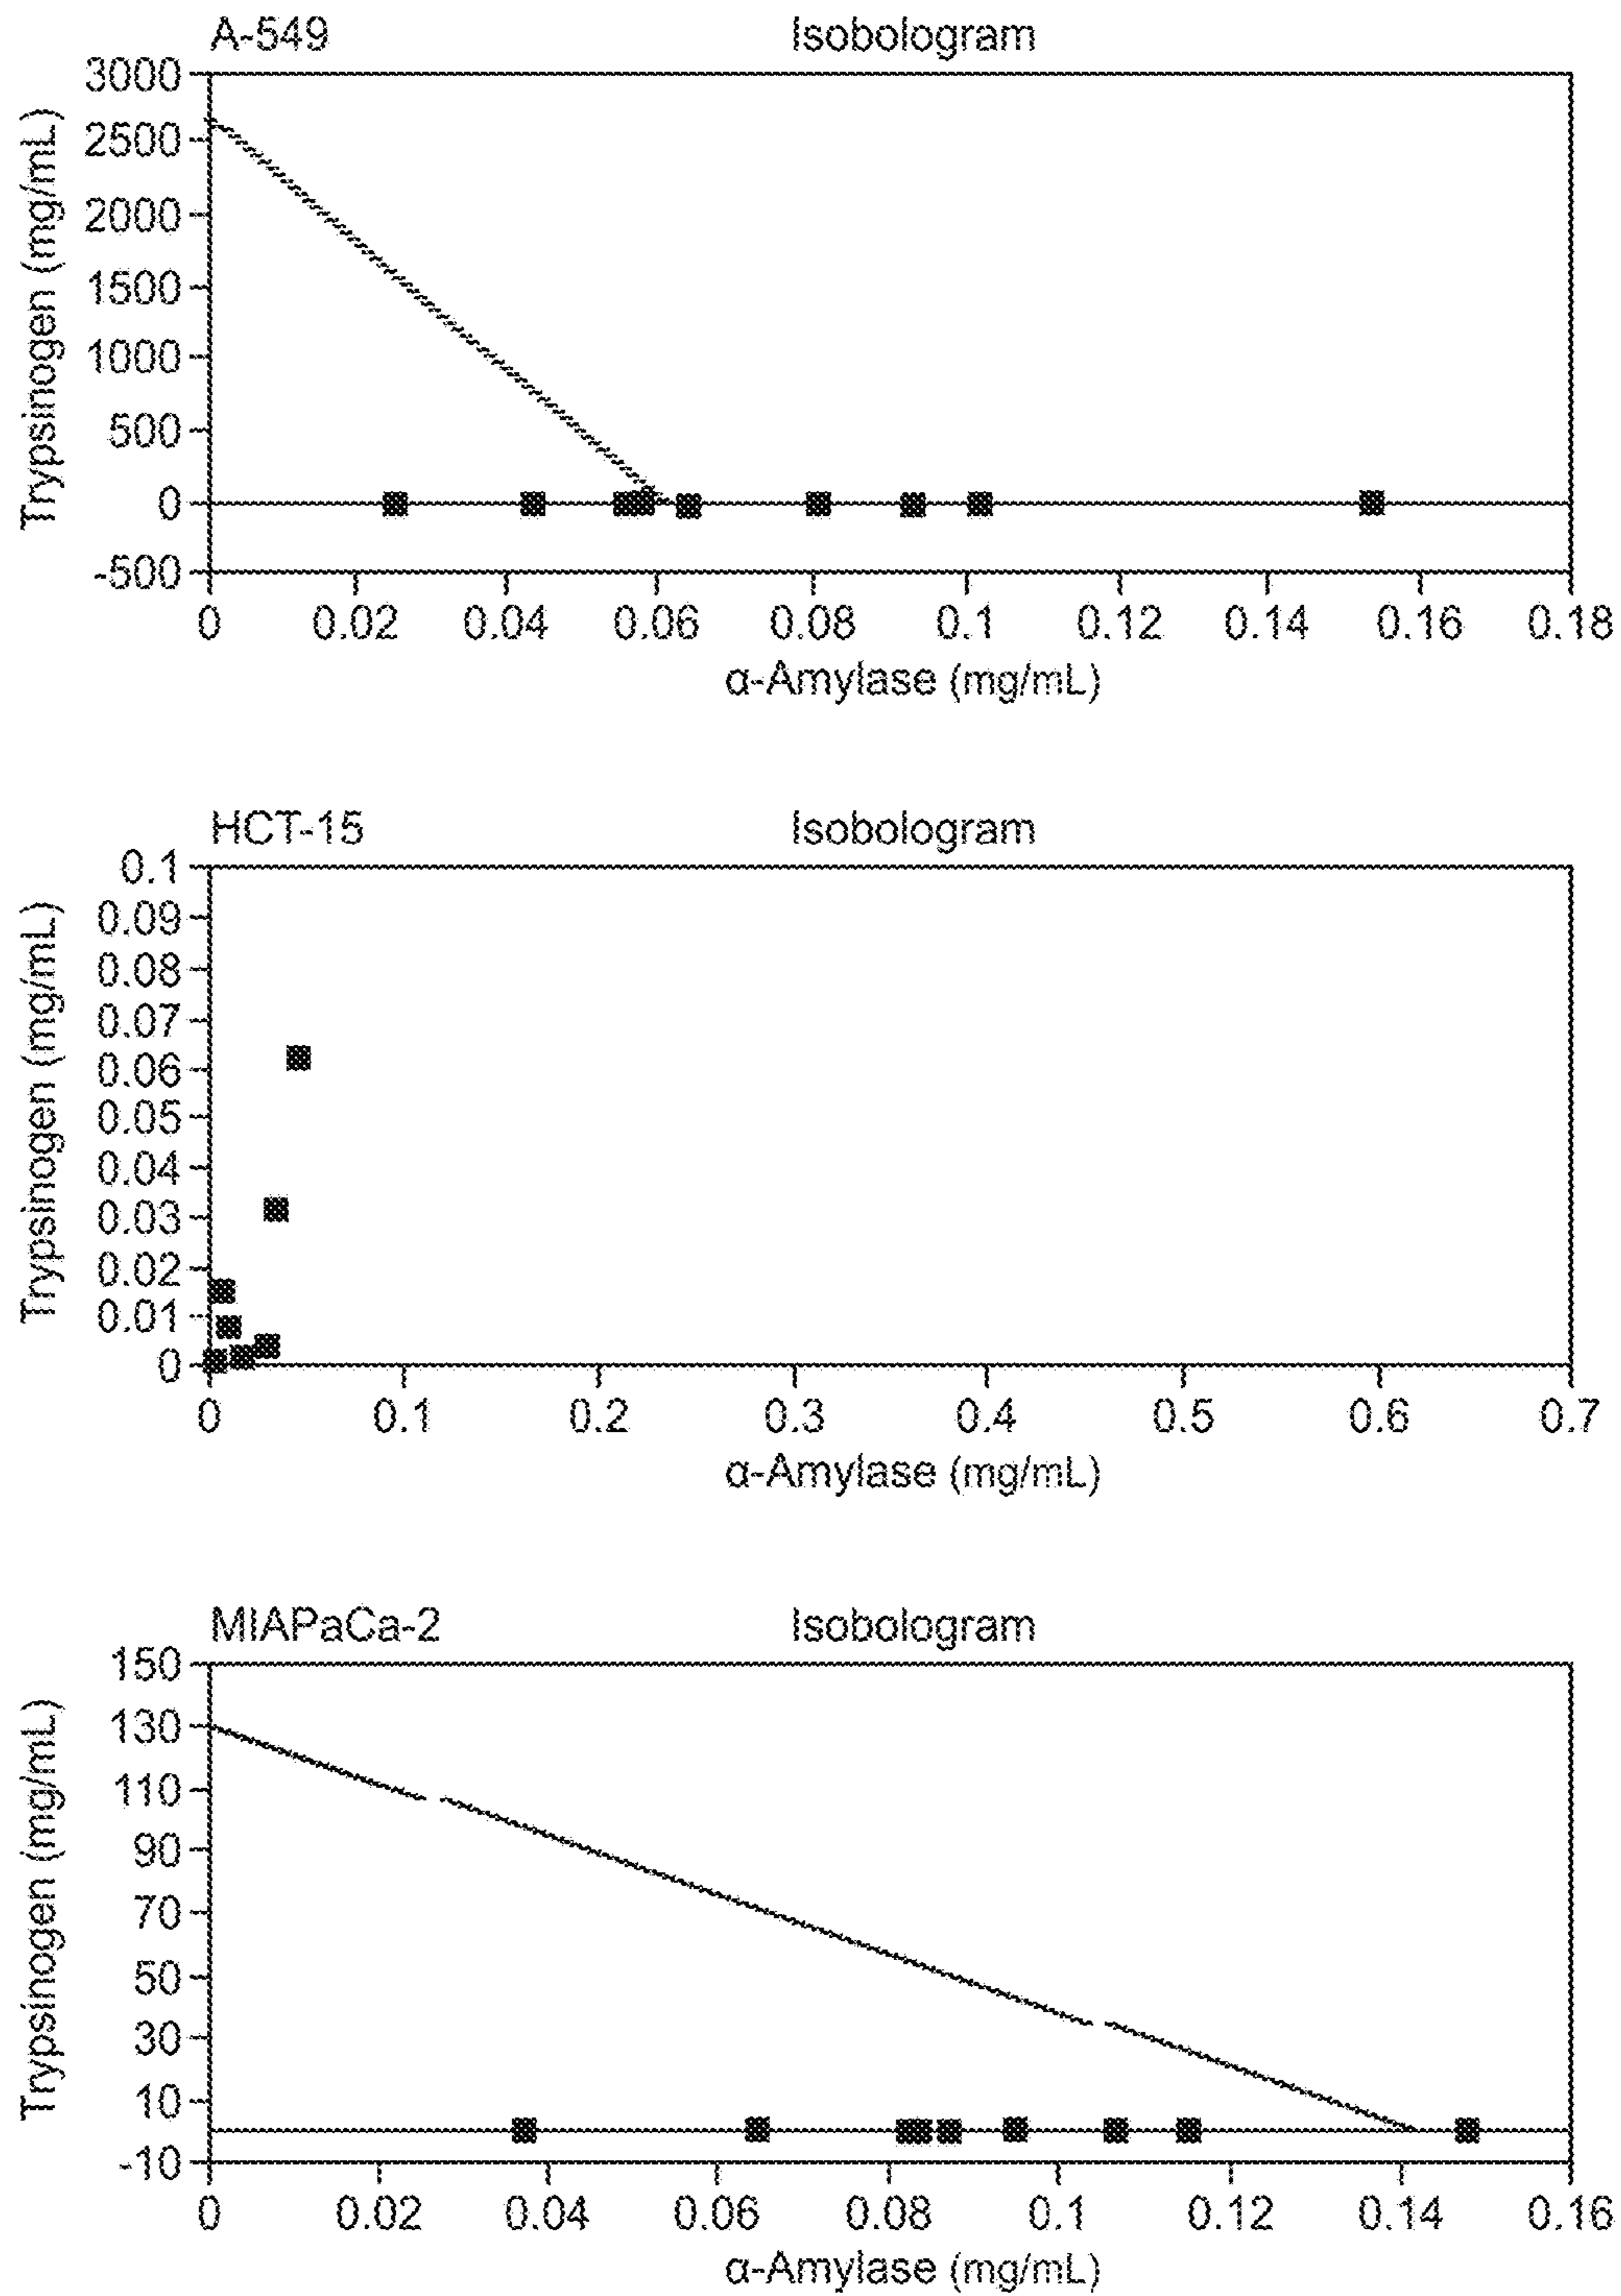 A-549 Isobologram
3000
2500
2000
1500
1000
500
0
-500
Trypsinogen (mg/mL)
0 0.02 0.04 0.06 0.08 0.1 0.12 0.14 0.16 0.18
α-Amylase (mg/mL)
HCT-15 Isobologram
0.1
0.09
0.08
0.07
0.06
0.05
0.04
0.03
0.02
0.01
0
Trypsinogen (mg/mL)
0 0.1 0.2 0.3 0.4 0.5 0.6 0.7
α-Amylase (mg/mL)
MIAPaCa-2 Isobologram
150
130
110
90
70
50
30
10
-10
Trypsinogen (mg/mL)
0 0.02 0.04 0.06 0.08 0.1 0.12 0.14 0.16
α-Amylase (mg/mL)